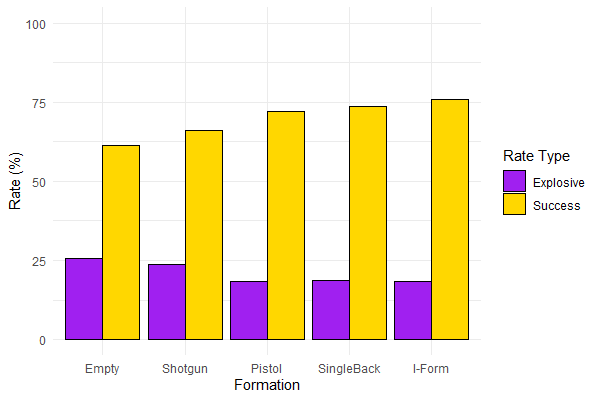 100
75
50
25
0
Rate (%)
Empty Shotgun Pistol SingleBack I-Form
Formation
Rate Type
Explosive
Success